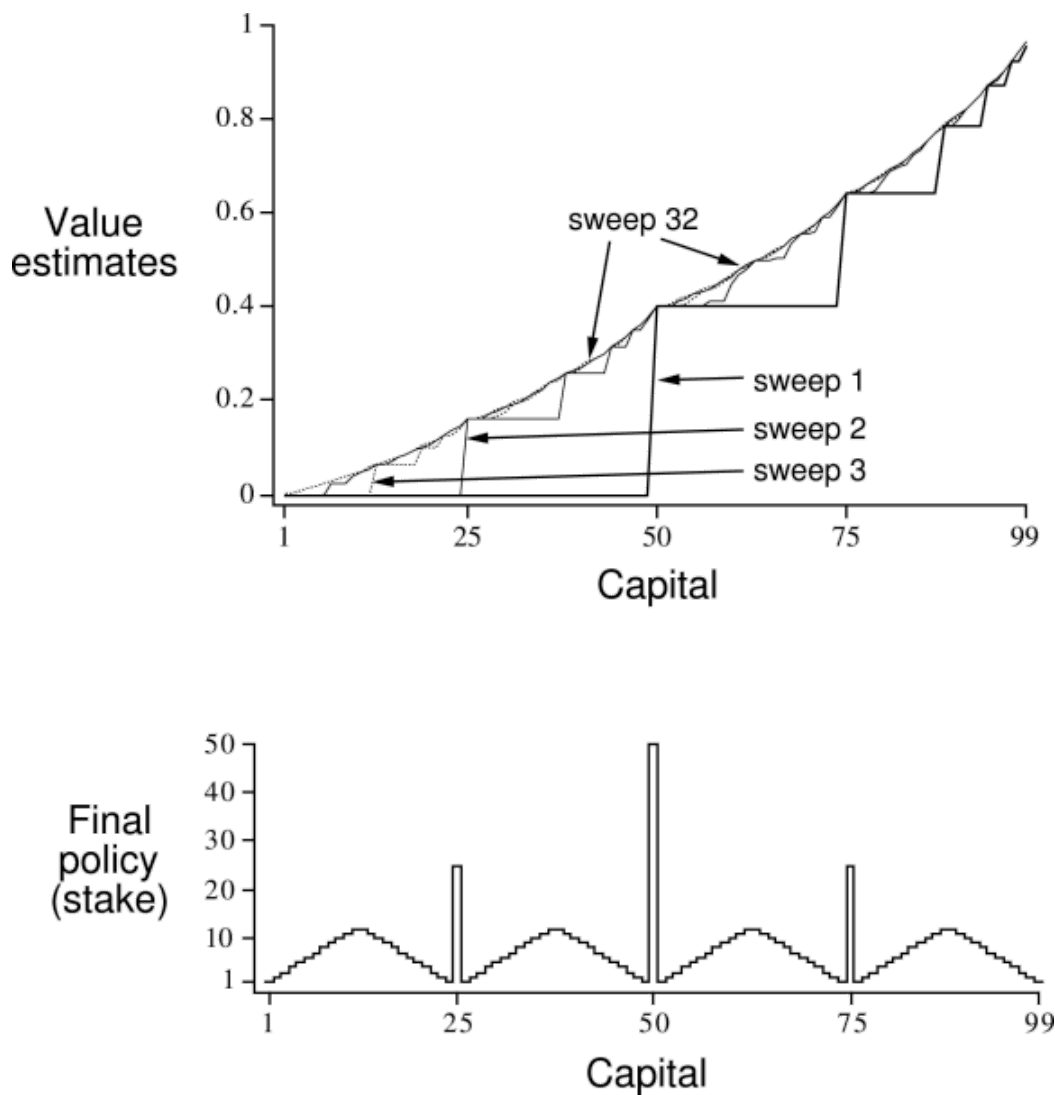 1
0.8
0.6
0.4
0.2
0
Value
estimates
sweep 32
sweep 1
sweep 2
sweep 3
1 25 50 75 99
Capital
50
40
30
20
10
1
Final
policy
(stake)
1 25 50 75 99
Capital